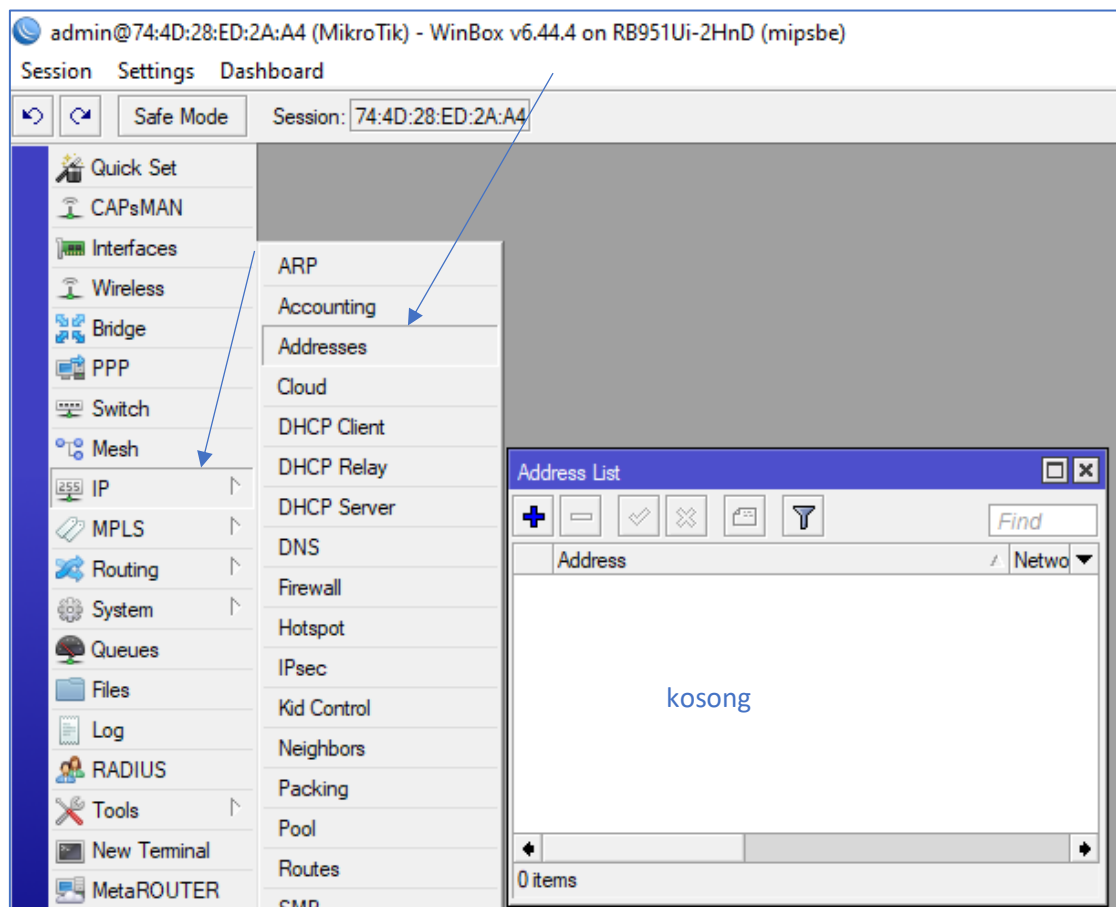 admin@74:4D:28:ED:2A:A4 (MikroTik) - WinBox v6.44.4 on RB951Ui-2HnD (mipsbe)
Session Settings Dashboard
Safe Mode Session: 74:4D:28:ED:2A:A4
Quick Set
CAPsMAN
Interfaces
Wireless
Bridge
PPP
Switch
Mesh
255 IP
MPLS
Routing
System
Queues
Files
Log
RADIUS
Tools
New Terminal
MetaROUTER
ARP
Accounting
Addresses
Cloud
DHCP Client
DHCP Relay
DHCP Server
DNS
Firewall
Hotspot
IPsec
Kid Control
Neighbors
Packing
Pool
Routes
Address List
Find
Address Netwo
kosong
0 items